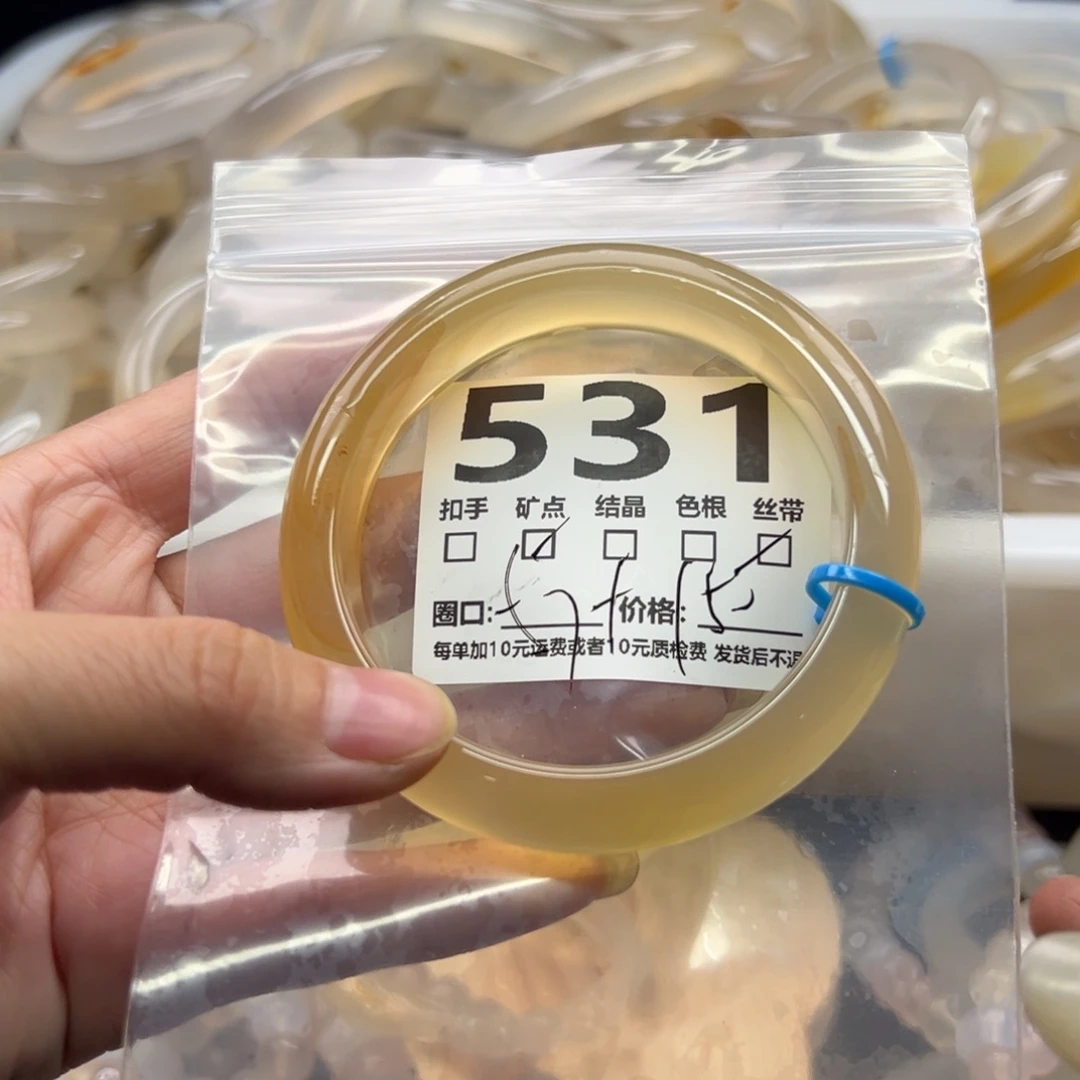 531
扣手 矿点 结晶 色根 丝带
圈口: 价格:
每单加10元运费或者10元质检费 发货后不退